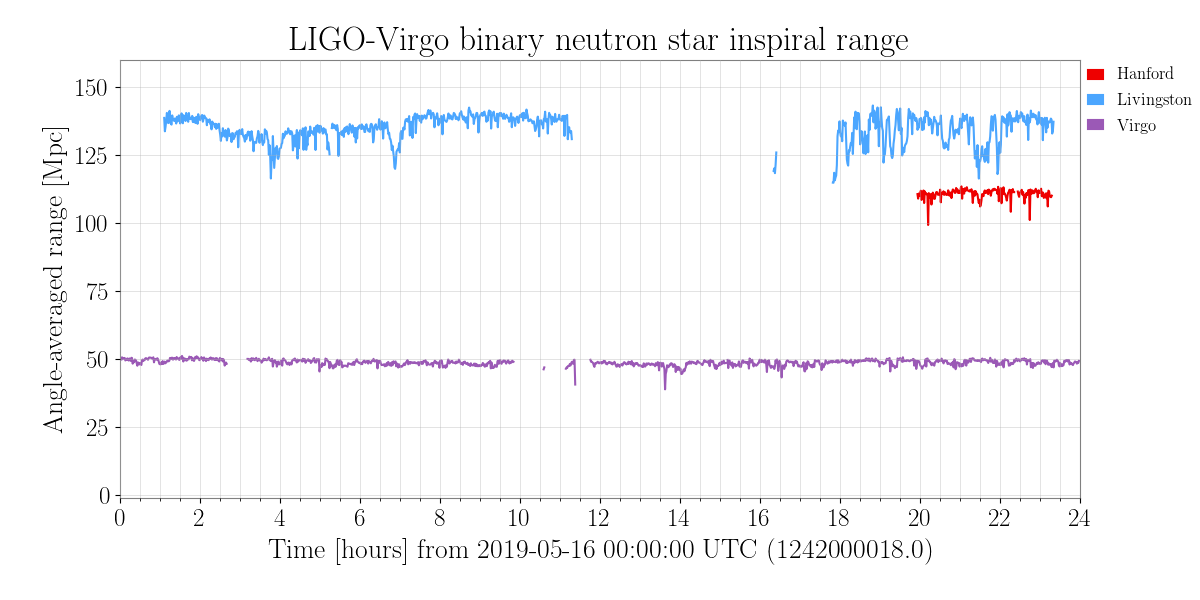 LIGO-Virgo binary neutron star inspiral range
Hanford
Livingston
Virgo
Angle-averaged range [Mpc]
150
125
100
75
50
25
0
0 2 4 6 8 10 12 14 16 18 20 22 24
Time [hours] from 2019-05-16 00:00:00 UTC (1242000018.0)